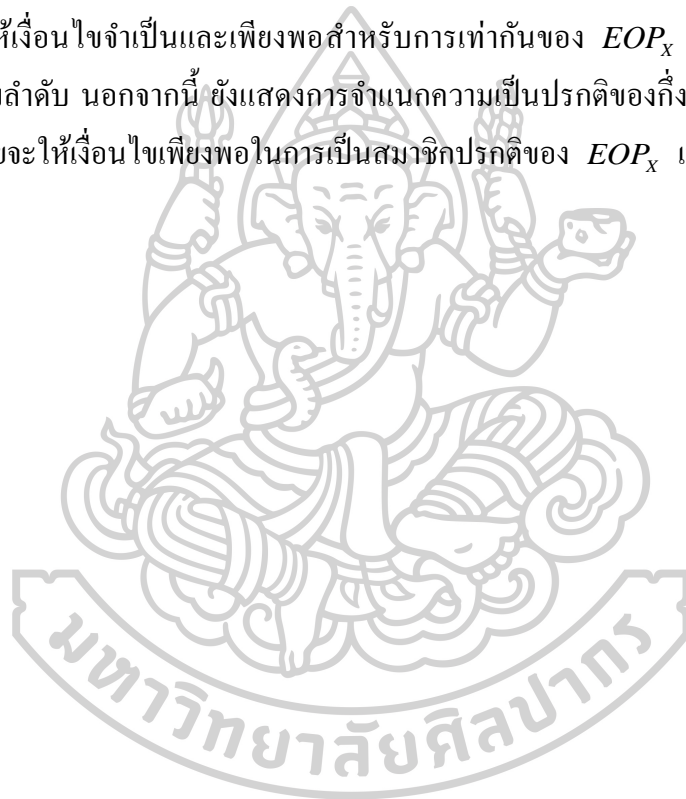 ห้เงื่อนไขจำเป็นและเพียงพอสำหรับการเท่ากันของ EOP_X
ลำดับ นอกจากนี้ ยังแสดงการจำแนกความเป็นปรกติของกึ่ง
ยจะให้เงื่อนไขเพียงพอในการเป็นสมาชิกปรกติของ EOP_X เ
มหาวิทยาลัยศิลปากร